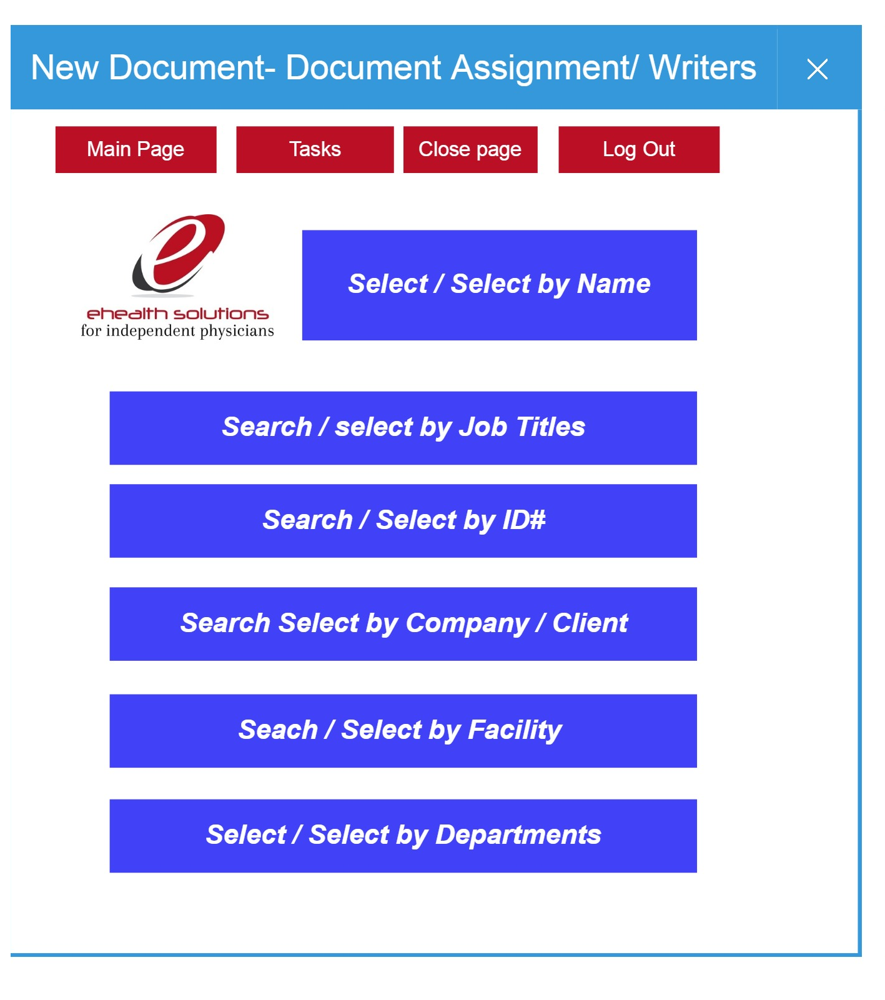 New Document- Document Assignment/ Writers
Main Page
Tasks
Close page
Log Out
ehealth solutions
for independent physicians
Select / Select by Name
Search / select by Job Titles
Search / Select by ID#
Search Select by Company / Client
Seach / Select by Facility
Select / Select by Departments